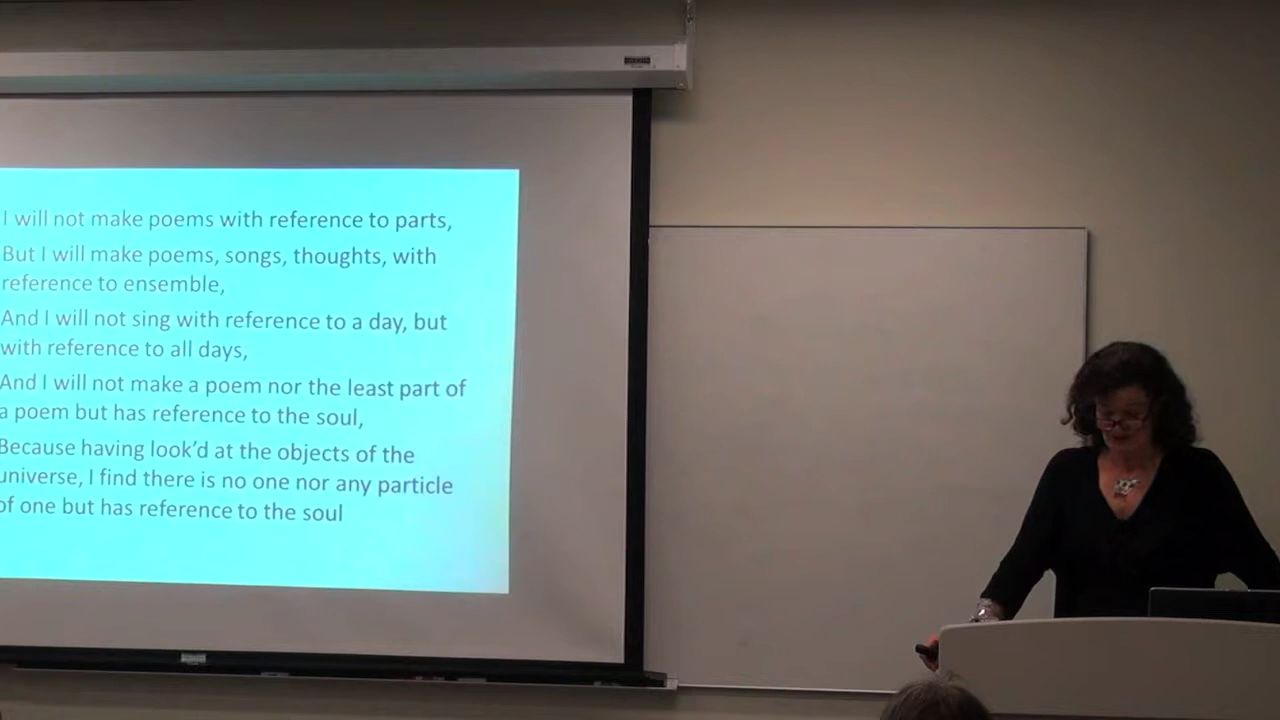 I will not make poems with reference to parts,
But I will make poems, songs, thoughts, with
reference to ensemble,
And I will not sing with reference to a day, but
with reference to all days,
And I will not make a poem nor the least part of
a poem but has reference to the soul,
Because having look’d at the objects of the
universe, I find there is no one nor any particle
of one but has reference to the soul